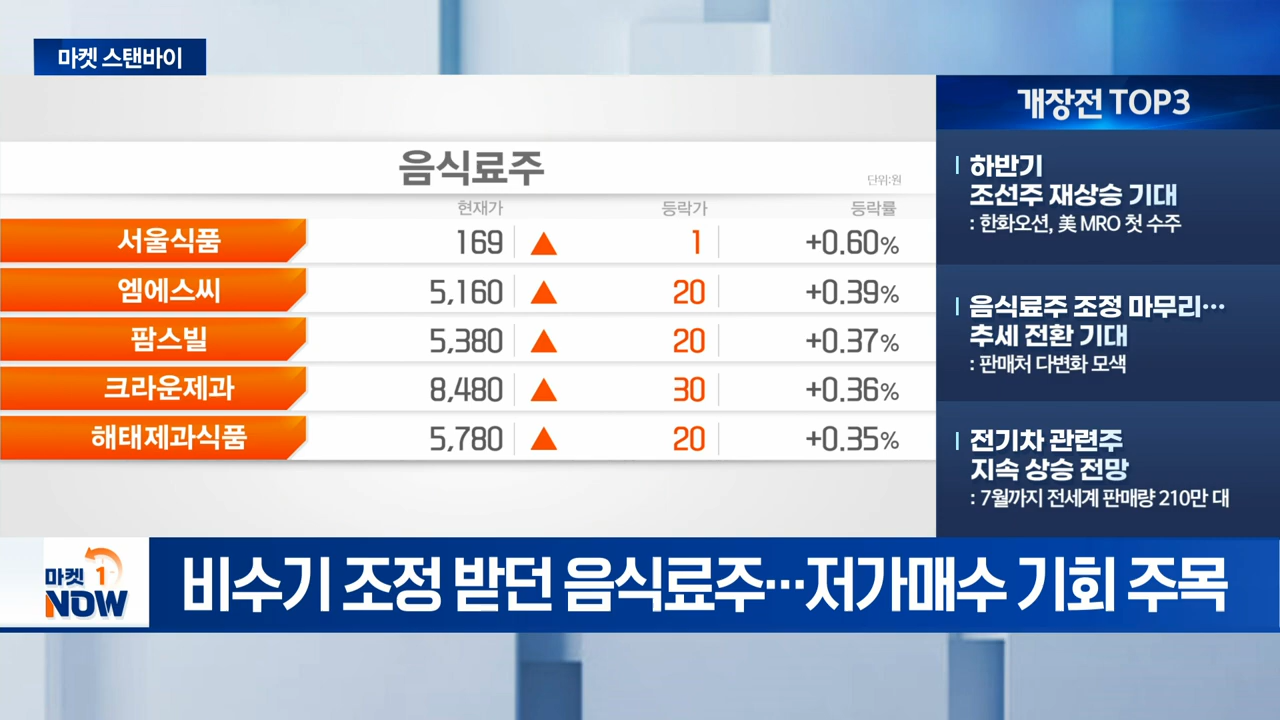 마켓 스탠바이
음식료주
단위:원
현재가 등락가 등락률
서울식품 169 ▲ 1 +0.60%
엠에스씨 5,160 ▲ 20 +0.39%
팜스빌 5,380 ▲ 20 +0.37%
크라운제과 8,480 ▲ 30 +0.36%
해태제과식품 5,780 ▲ 20 +0.35%
개장전 TOP3
하반기
조선주 재상승 기대
: 한화오션, 美 MRO 첫 수주
음식료주 조정 마무리…
추세 전환 기대
: 판매처 다변화 모색
전기차 관련주
지속 상승 전망
: 7월까지 전세계 판매량 210만 대
마켓 1
NOW
비수기 조정 받던 음식료주…저가매수 기회 주목